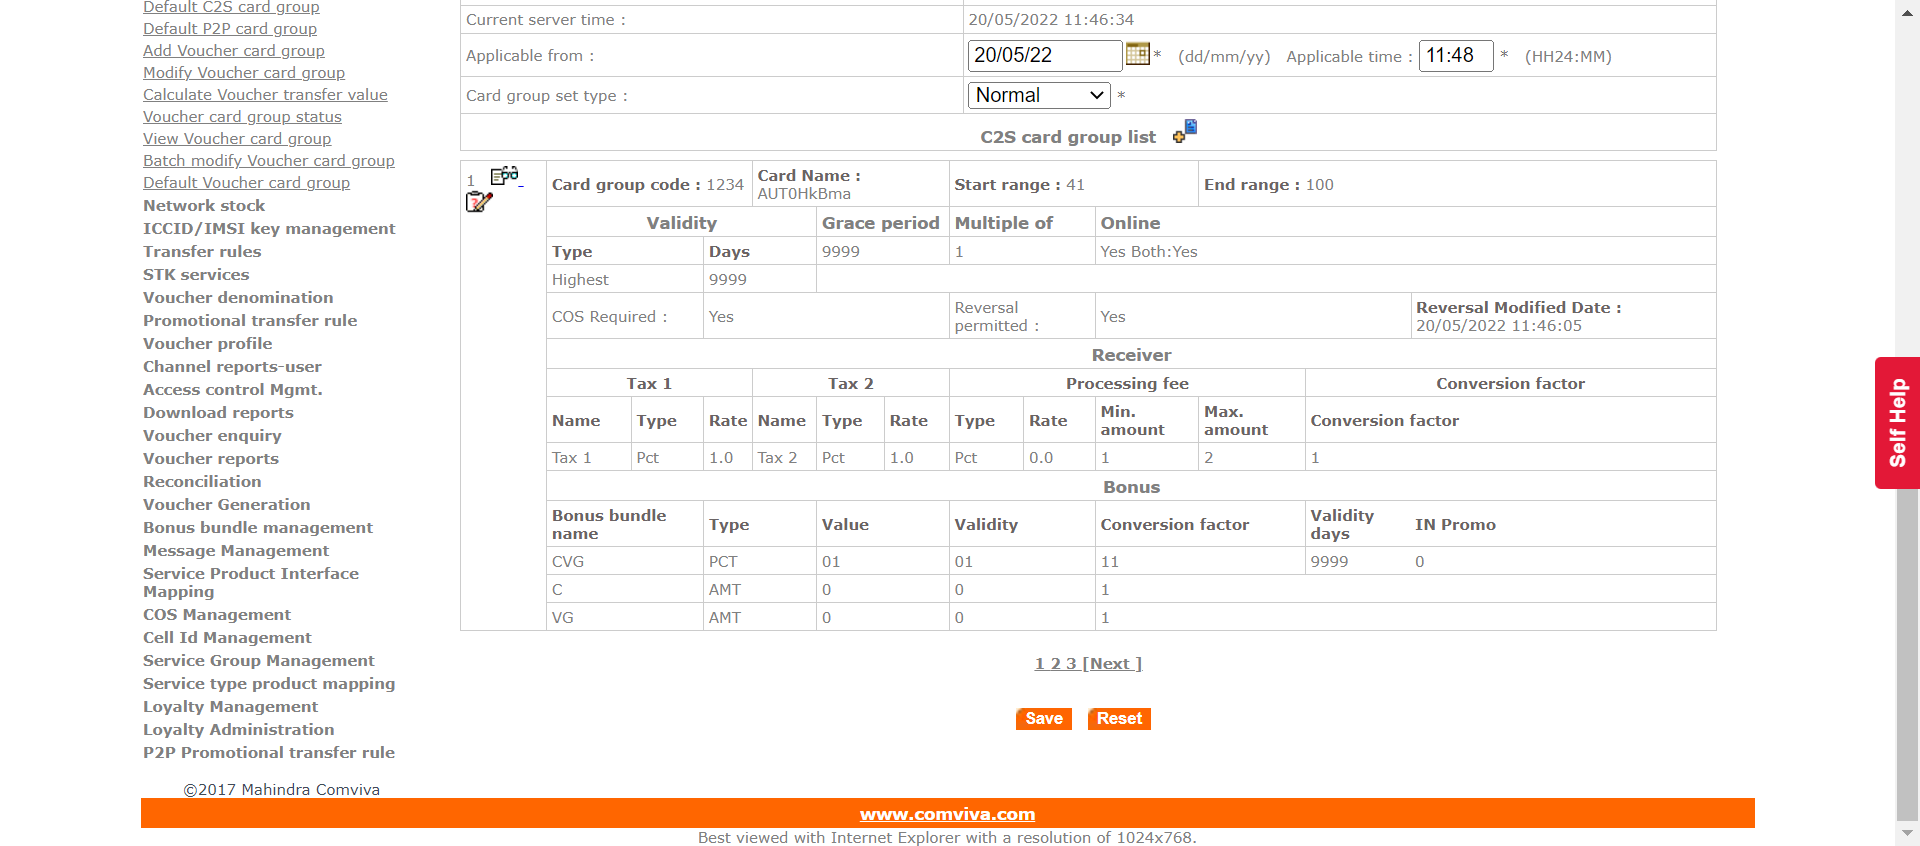 Default C2S card group
Default P2P card group
Add Voucher card group
Modify Voucher card group
Calculate Voucher transfer value
Voucher card group status
View Voucher card group
Batch modify Voucher card group
Default Voucher card group
Network stock
ICCID/IMSI key management
Transfer rules
STK services
Voucher denomination
Promotional transfer rule
Voucher profile
Channel reports-user
Access control Mgmt.
Download reports
Voucher enquiry
Voucher reports
Reconciliation
Voucher Generation
Bonus bundle management
Message Management
Service Product Interface
Mapping
COS Management
Cell Id Management
Service Group Management
Service type product mapping
Loyalty Management
Loyalty Administration
P2P Promotional transfer rule
©2017 Mahindra Comviva
Current server time : 20/05/2022 11:46:34
Applicable from : 20/05/22 * (dd/mm/yy) Applicable time : 11:48 * (HH24:MM)
Card group set type : Normal *
C2S card group list
1 Card group code : 1234 Card Name : AUT0HkBma Start range : 41 End range : 100
Validity Grace period Multiple of Online
Type Days 9999 1 Yes Both:Yes
Highest 9999
COS Required : Yes Reversal permitted : Yes Reversal Modified Date : 20/05/2022 11:46:05
Receiver
Tax 1 Tax 2 Processing fee Conversion factor
Name Type Rate Name Type Rate Type Rate Min. amount Max. amount Conversion factor
Tax 1 Pct 1.0 Tax 2 Pct 1.0 Pct 0.0 1 2 1
Bonus
Bonus bundle name Type Value Validity Conversion factor Validity days IN Promo
CVG PCT 01 01 11 9999 0
C AMT 0 0 1
VG AMT 0 0 1
1 2 3 [Next ]
Save Reset
Self Help
www.comviva.com
Best viewed with Internet Explorer with a resolution of 1024x768.